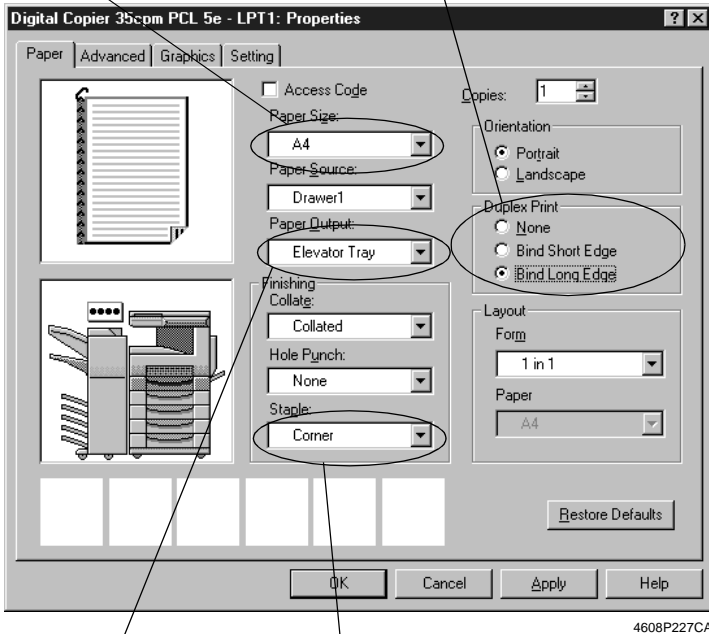 Digital Copier 35cpm PCL 5e - LPT1: Properties
Paper Advanced Graphics Setting
Access Code
Paper Size:
A4
Paper Source:
Drawer1
Paper Output:
Elevator Tray
Finishing
Collate:
Collated
Hole Punch:
None
Staple:
Corner
Copies: 1
Orientation
Portrait
Landscape
Duplex Print
None
Bind Short Edge
Bind Long Edge
Layout
Form
1 in 1
Paper
A4
Restore Defaults
OK Cancel Apply Help
4608P227CA